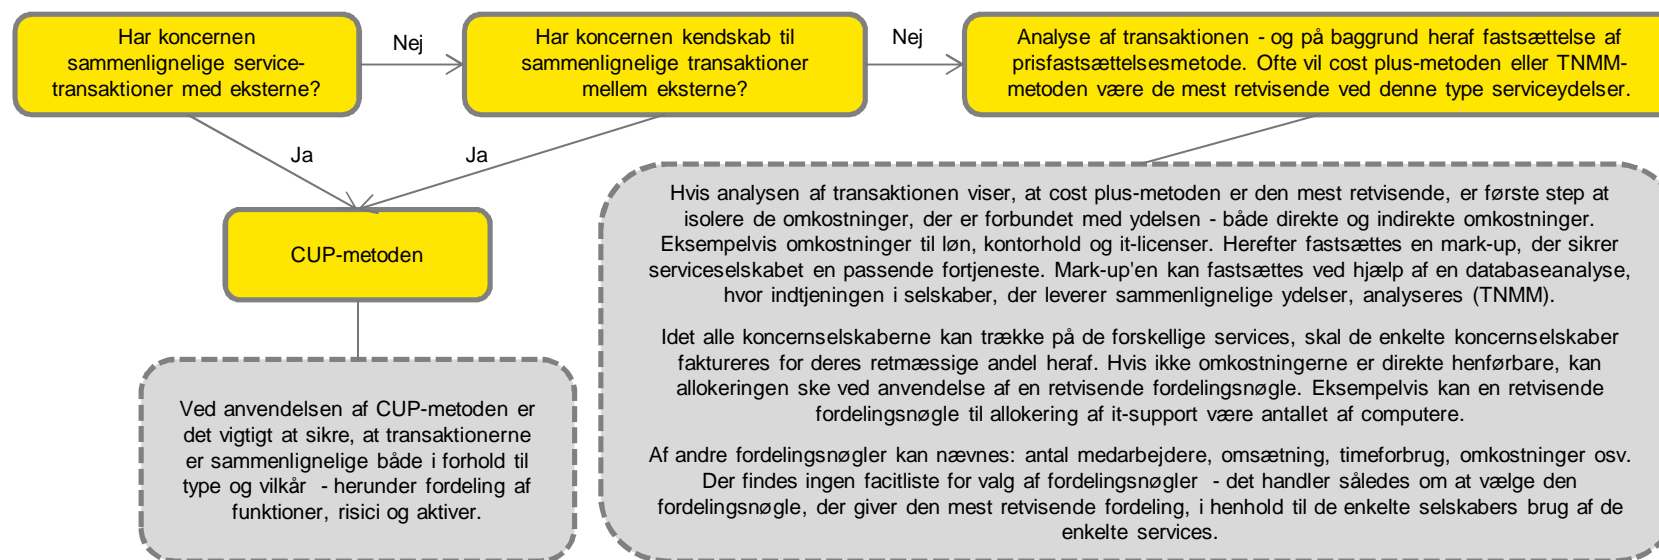 Har koncernen
sammenlignelige service-
transaktioner med eksterne?
Nej
Har koncernen kendskab til
sammenlignelige transaktioner
mellem eksterne?
Nej
Analyse af transaktionen - og på baggrund heraf fastsættelse af
prisfastsættelsesmetode. Ofte vil cost plus-metoden eller TNMM-
metoden være de mest retvisende ved denne type serviceydelser.
Ja
Ja
CUP-metoden
Ved anvendelsen af CUP-metoden er
det vigtigt at sikre, at transaktionerne
er sammenlignelige både i forhold til
type og vilkår - herunder fordeling af
funktioner, risici og aktiver.
Hvis analysen af transaktionen viser, at cost plus-metoden er den mest retvisende, er første step at
isolere de omkostninger, der er forbundet med ydelsen - både direkte og indirekte omkostninger.
Eksempelvis omkostninger til løn, kontorhold og it-licenser. Herefter fastsættes en mark-up, der sikrer
serviceselskabet en passende fortjeneste. Mark-up'en kan fastsættes ved hjælp af en databaseanalyse,
hvor indtjeningen i selskaber, der leverer sammenlignelige ydelser, analyseres (TNMM).
Idet alle koncernselskaberne kan trække på de forskellige services, skal de enkelte koncernselskaber
faktureres for deres retmæssige andel heraf. Hvis ikke omkostningerne er direkte henførbare, kan
allokeringen ske ved anvendelse af en retvisende fordelingsnøgle. Eksempelvis kan en retvisende
fordelingsnøgle til allokering af it-support være antallet af computere.
Af andre fordelingsnøgler kan nævnes: antal medarbejdere, omsætning, timeforbrug, omkostninger osv.
Der findes ingen facitliste for valg af fordelingsnøgler - det handler således om at vælge den
fordelingsnøgle, der giver den mest retvisende fordeling, i henhold til de enkelte selskabers brug af de
enkelte services.